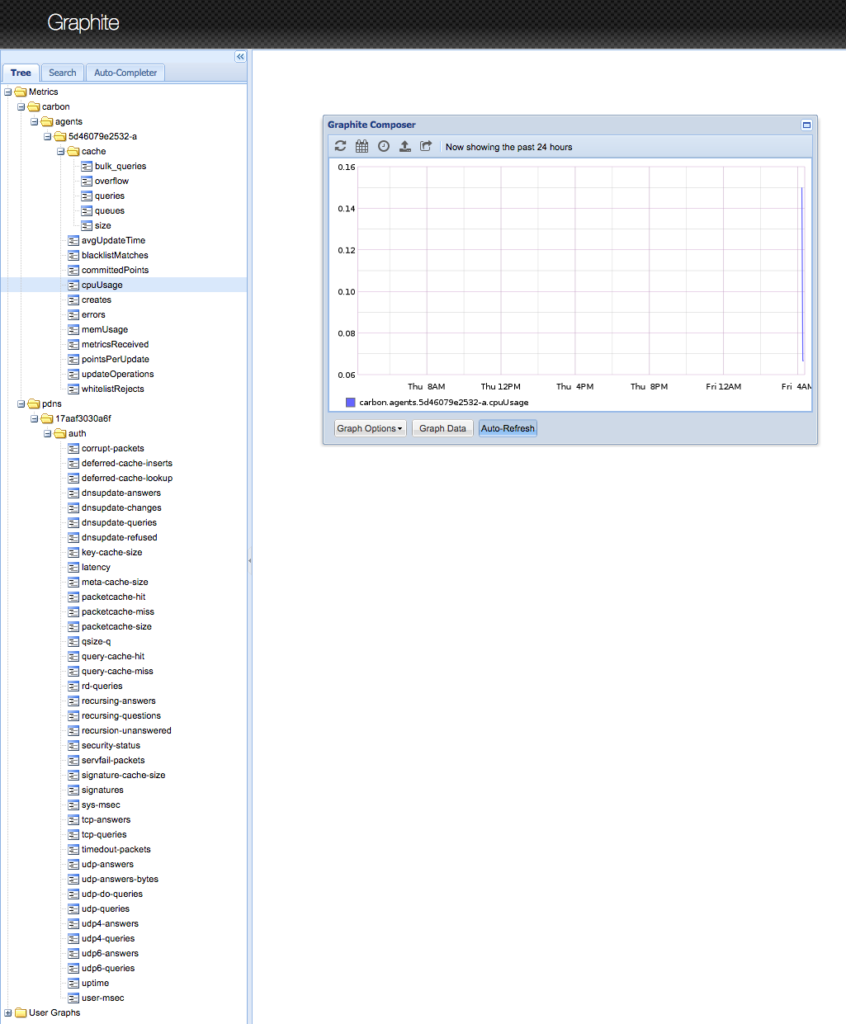 Graphite
Tree Search Auto-Completer
Metrics
carbon
agents
5d46079e2532-a
cache
bulk_queries
overflow
queries
queues
size
avgUpdateTime
blacklistMatches
committedPoints
cpuUsage
creates
errors
memUsage
metricsReceived
pointsPerUpdate
updateOperations
whitelistRejects
pdns
17aaf3030a6f
auth
corrupt-packets
deferred-cache-inserts
deferred-cache-lookup
dnsupdate-answers
dnsupdate-changes
dnsupdate-queries
dnsupdate-refused
key-cache-size
latency
meta-cache-size
packetcache-hit
packetcache-miss
packetcache-size
qsize-q
query-cache-hit
query-cache-miss
rd-queries
recursing-answers
recursing-questions
recursion-unanswered
security-status
servfail-packets
signature-cache-size
signatures
sys-msec
tcp-answers
tcp-queries
timedout-packets
udp-answers
udp-answers-bytes
udp-do-queries
udp-queries
udp4-answers
udp4-queries
udp6-answers
udp6-queries
uptime
user-msec
User Graphs
Graphite Composer
Now showing the past 24 hours
0.16
0.14
0.12
0.10
0.08
0.06
Thu 8AM Thu 12PM Thu 4PM Thu 8PM Fri 12AM Fri 4AM
carbon.agents.5d46079e2532-a.cpuUsage
Graph Options Graph Data Auto-Refresh